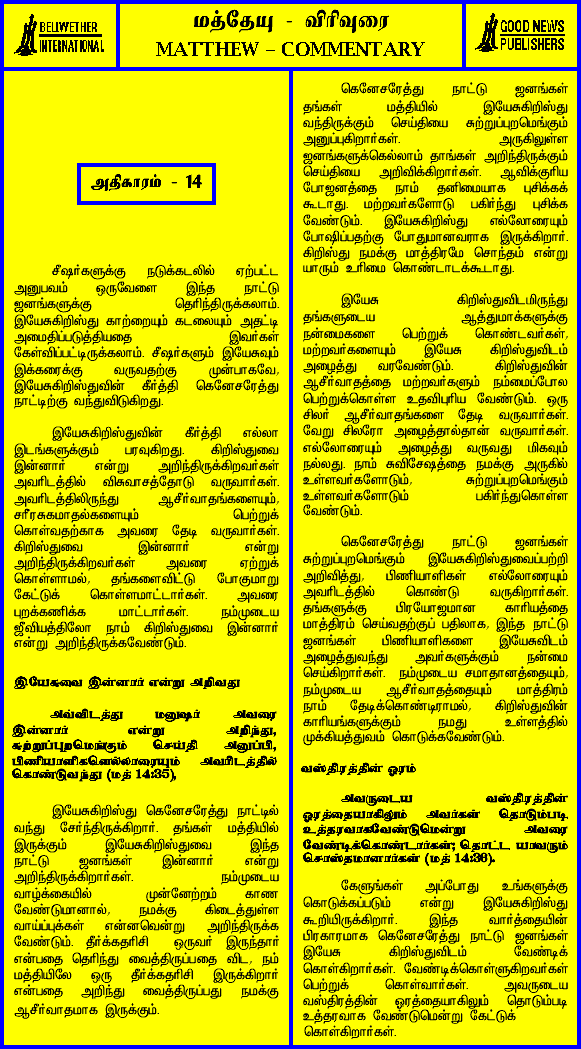 BELLWETHER
INTERNATIONAL
மத்தேயு - விரிவுரை
MATTHEW – COMMENTARY
GOOD NEWS
PUBLISHERS
அதிகாரம் - 14
சீஷர்களுக்கு நடுக்கடலில் ஏற்பட்ட
அனுபவம் ஒருவேளை இந்த நாட்டு
ஜனங்களுக்கு தெரிந்திருக்கலாம்.
இயேசுகிறிஸ்து காற்றையும் கடலையும் அதட்டி
அமைதிப்படுத்தியதை இவர்கள்
கேள்விப்பட்டிருக்கலாம். சீஷர்களும் இயேசுவும்
இக்கரைக்கு வருவதற்கு முன்பாகவே,
இயேசுகிறிஸ்துவின் கீர்த்தி கெனேசரேத்து
நாட்டிற்கு வந்துவிடுகிறது.
இயேசுகிறிஸ்துவின் கீர்த்தி எல்லா
இடங்களுக்கும் பரவுகிறது. கிறிஸ்துவை
இன்னார் என்று அறிந்திருக்கிறவர்கள்
அவரிடத்தில் விசுவாசத்தோடு வருவார்கள்.
அவரிடத்திலிருந்து ஆசீர்வாதங்களையும்,
சரீரசுகமாதல்களையும் பெற்றுக்
கொள்வதற்காக அவரை தேடி வருவார்கள்.
கிறிஸ்துவை இன்னார் என்று
அறிந்திருக்கிறவர்கள் அவரை ஏற்றுக்
கொள்ளாமல், தங்களைவிட்டு போகுமாறு
கேட்டுக் கொள்ளமாட்டார்கள். அவரை
புறக்கணிக்க மாட்டார்கள். நம்முடைய
ஜீவியத்திலோ நாம் கிறிஸ்துவை இன்னார்
என்று அறிந்திருக்கவேண்டும்.
இயேசுவை இன்னார் என்று அறிவது
அவ்விடத்து மனுஷர் அவரை
இன்னார் என்று அறிந்து,
சுற்றுப்புறமெங்கும் செய்தி அனுப்பி,
பிணியாளிகளெல்லாரையும் அவரிடத்தில்
கொண்டுவந்து (மத் 14:35),
இயேசுகிறிஸ்து கெனேசரேத்து நாட்டில்
வந்து சேர்ந்திருக்கிறார். தங்கள் மத்தியில்
இருக்கும் இயேசுகிறிஸ்துவை இந்த
நாட்டு ஜனங்கள் இன்னார் என்று
அறிந்திருக்கிறார்கள். நம்முடைய
வாழ்க்கையில் முன்னேற்றம் காண
வேண்டுமானால், நமக்கு கிடைத்துள்ள
வாய்ப்புக்கள் என்னவென்று அறிந்திருக்க
வேண்டும். தீர்க்கதரிசி ஒருவர் இருந்தார்
என்பதை தெரிந்து வைத்திருப்பதை விட, நம்
மத்தியிலே ஒரு தீர்க்கதரிசி இருக்கிறார்
என்பதை அறிந்து வைத்திருப்பது நமக்கு
ஆசீர்வாதமாக இருக்கும்.
கெனேசரேத்து நாட்டு ஜனங்கள்
தங்கள் மத்தியில் இயேசுகிறிஸ்து
வந்திருக்கும் செய்தியை சுற்றுப்புறமெங்கும்
அனுப்புகிறார்கள். அருகிலுள்ள
ஜனங்களுக்கெல்லாம் தாங்கள் அறிந்திருக்கும்
செய்தியை அறிவிக்கிறார்கள். ஆவிக்குரிய
போஜனத்தை நாம் தனிமையாக புசிக்கக்
கூடாது. மற்றவர்களோடு பகிர்ந்து புசிக்க
வேண்டும். இயேசுகிறிஸ்து எல்லோரையும்
போஷிப்பதற்கு போதுமானவராக இருக்கிறார்.
கிறிஸ்து நமக்கு மாத்திரமே சொந்தம் என்று
யாரும் உரிமை கொண்டாடக்கூடாது.
இயேசு கிறிஸ்துவிடமிருந்து
தங்களுடைய ஆத்துமாக்களுக்கு
நன்மைகளை பெற்றுக் கொண்டவர்கள்,
மற்றவர்களையும் இயேசு கிறிஸ்துவிடம்
அழைத்து வரவேண்டும். கிறிஸ்துவின்
ஆசீர்வாதத்தை மற்றவர்களும் நம்மைப்போல
பெற்றுக்கொள்ள உதவிபுரிய வேண்டும். ஒரு
சிலர் ஆசீர்வாதங்களை தேடி வருவார்கள்.
வேறு சிலரோ அழைத்தால்தான் வருவார்கள்.
எல்லோரையும் அழைத்து வருவது மிகவும்
நல்லது. நாம் சுவிசேஷத்தை நமக்கு அருகில்
உள்ளவர்களோடும், சுற்றுப்புறமெங்கும்
உள்ளவர்களோடும் பகிர்ந்துகொள்ள
வேண்டும்.
கெனேசரேத்து நாட்டு ஜனங்கள்
சுற்றுப்புறமெங்கும் இயேசுகிறிஸ்துவைப்பற்றி
அறிவித்து, பிணியாளிகள் எல்லோரையும்
அவரிடத்தில் கொண்டு வருகிறார்கள்.
தங்களுக்கு பிரயோஜமான காரியத்தை
மாத்திரம் செய்வதற்குப் பதிலாக, இந்த நாட்டு
ஜனங்கள் பிணியாளிகளை இயேசுவிடம்
அழைத்துவந்து அவர்களுக்கும் நன்மை
செய்கிறார்கள். நம்முடைய சமாதானத்தையும்,
நம்முடைய ஆசீர்வாதத்தையும் மாத்திரம்
நாம் தேடிக்கொண்டிராமல், கிறிஸ்துவின்
காரியங்களுக்கும் நமது உள்ளத்தில்
முக்கியத்துவம் கொடுக்கவேண்டும்.
வஸ்திரத்தின் ஓரம்
அவருடைய வஸ்திரத்தின்
ஓரத்தையாகிலும் அவர்கள் தொடும்படி
உத்தரவாகவேண்டுமென்று அவரை
வேண்டிக்கொண்டார்கள்; தொட்ட யாவரும்
சொஸ்தமானார்கள் (மத் 14:36).
கேளுங்கள் அப்போது உங்களுக்கு
கொடுக்கப்படும் என்று இயேசுகிறிஸ்து
கூறியிருக்கிறார். இந்த வார்த்தையின்
பிரகாரமாக கெனேசரேத்து நாட்டு ஜனங்கள்
இயேசு கிறிஸ்துவிடம் வேண்டிக்
கொள்கிறார்கள். வேண்டிக்கொள்ளுகிறவர்கள்
பெற்றுக் கொள்வார்கள். அவருடைய
வஸ்திரத்தின் ஓரத்தையாகிலும் தொடும்படி
உத்தரவாக வேண்டுமென்று கேட்டுக்
கொள்கிறார்கள்.